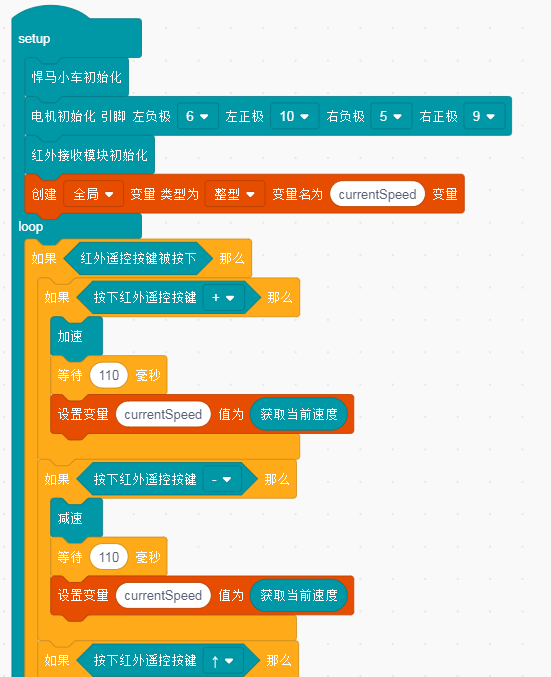 setup
悍马小车初始化
电机初始化 引脚 左负极 6 左正极 10 右负极 5 右正极 9
红外接收模块初始化
创建 全局 变量 类型为 整型 变量名为 currentSpeed 变量
loop
如果 红外遥控按键被按下 那么
如果 按下红外遥控按键 + 那么
加速
等待 110 毫秒
设置变量 currentSpeed 值为 获取当前速度
如果 按下红外遥控按键 - 那么
减速
等待 110 毫秒
设置变量 currentSpeed 值为 获取当前速度
如果 按下红外遥控按键 ↑ 那么